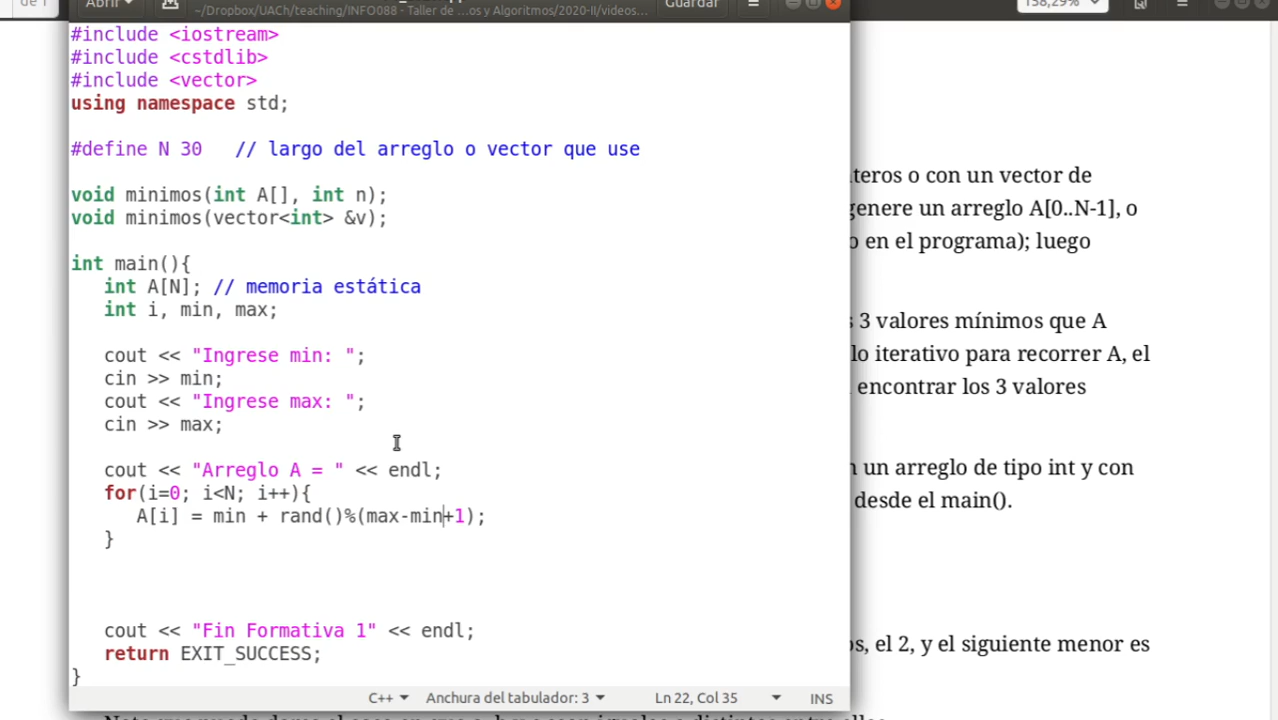 de 1
Abrir
~/Dropbox/UACh/teaching/INFO088 - Taller de ...os y Algoritmos/2020-II/videos...
Guardar
158,29%
#include <iostream>
#include <cstdlib>
#include <vector>
using namespace std;
#define N 30 // largo del arreglo o vector que use
void minimos(int A[], int n);
void minimos(vector<int> &v);
int main(){
int A[N]; // memoria estática
int i, min, max;
cout << "Ingrese min: ";
cin >> min;
cout << "Ingrese max: ";
cin >> max;
cout << "Arreglo A = " << endl;
for(i=0; i<N; i++){
A[i] = min + rand()%(max-min+1);
}
cout << "Fin Formativa 1" << endl;
return EXIT_SUCCESS;
}
C++
Anchura del tabulador: 3
Ln 22, Col 35
INS
teros o con un vector de
genere un arreglo A[0..N-1], o
o en el programa); luego
s 3 valores mínimos que A
lo iterativo para recorrer A, el
encontrar los 3 valores
n un arreglo de tipo int y con
desde el main().
os, el 2, y el siguiente menor es